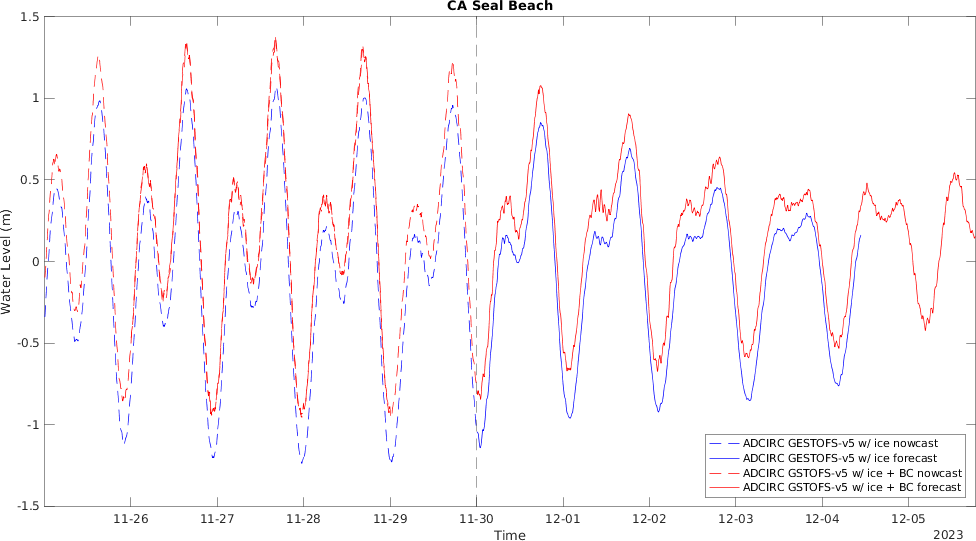 CA Seal Beach
1.5
1
0.5
0
-0.5
-1
-1.5
Water Level (m)
11-26
11-27
11-28
11-29
11-30
12-01
12-02
12-03
12-04
12-05
Time
2023
ADCIRC GESTOFS-v5 w/ ice nowcast
ADCIRC GESTOFS-v5 w/ ice forecast
ADCIRC GSTOFS-v5 w/ ice + BC nowcast
ADCIRC GSTOFS-v5 w/ ice + BC forecast